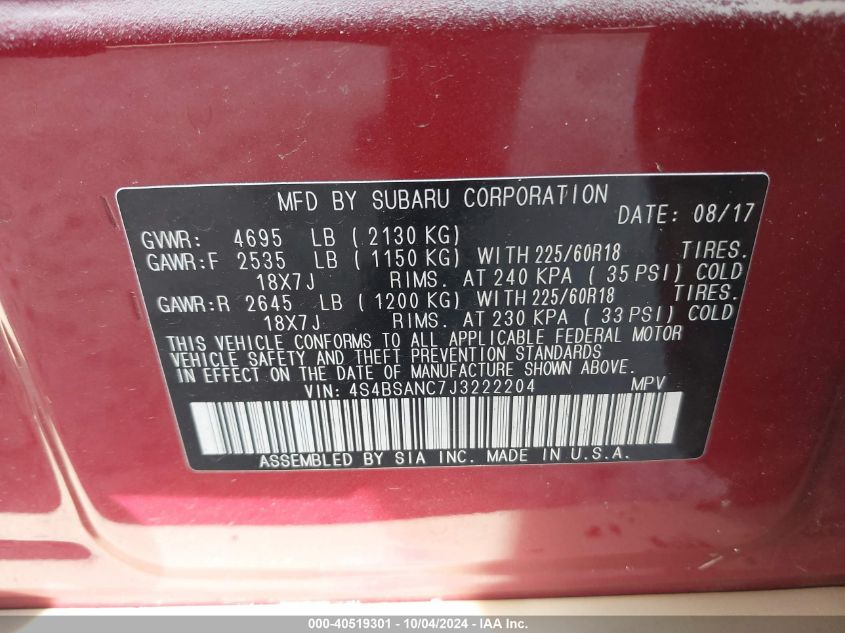 MFD BY SUBARU CORPORATION
DATE: 08/17
GVWR: 4695 LB ( 2130 KG)
GAWR:F 2535 LB ( 1150 KG) WITH 225/60R18 TIRES.
18X7J RIMS. AT 240 KPA ( 35 PSI) COLD
GAWR:R 2645 LB ( 1200 KG) WITH 225/60R18 TIRES.
18X7J RIMS. AT 230 KPA ( 33 PSI) COLD
THIS VEHICLE CONFORMS TO ALL APPLICABLE FEDERAL MOTOR
VEHICLE SAFETY AND THEFT PREVENTION STANDARDS
IN EFFECT ON THE DATE OF MANUFACTURE SHOWN ABOVE.
VIN: 4S4BSANC7J3222204 MPV
ASSEMBLED BY SIA INC. MADE IN U.S.A.
000-40519301 - 10/04/2024 - IAA Inc.